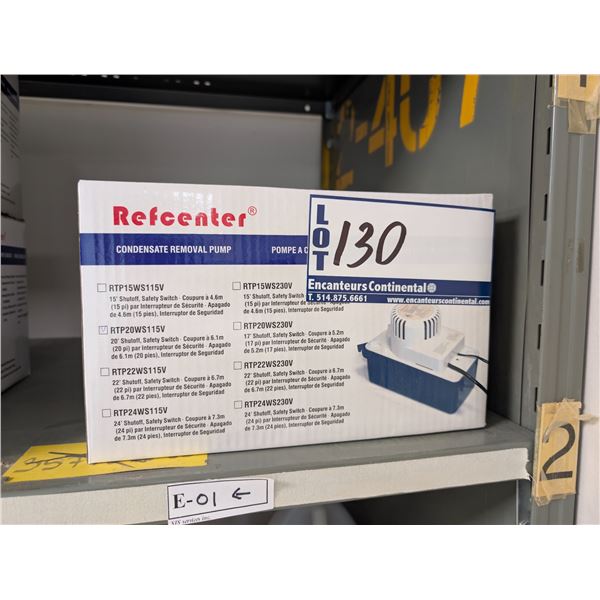 2-401
Refcenter®
LOT 130
CONDENSATE REMOVAL PUMP POMPE A C
Encanteurs Continental
T. 514.875.6661 www.encanteurscontinental.com
RTP15WS115V
15' Shutoff, Safety Switch · Coupure à 4.6m
(15 pi) par Interrupteur de Sécurité · Apagado
de 4.6m (15 pies), Interruptor de Seguridad
RTP20WS115V
20' Shutoff, Safety Switch · Coupure à 6.1m
(20 pi) par Interrupteur de Sécurité · Apagado
de 6.1m (20 pies), Interruptor de Seguridad
RTP22WS115V
22' Shutoff, Safety Switch · Coupure à 6.7m
(22 pi) par Interrupteur de Sécurité · Apagado
de 6.7m (22 pies), Interruptor de Seguridad
RTP24WS115V
24' Shutoff, Safety Switch · Coupure à 7.3m
(24 pi) par Interrupteur de Sécurité · Apagado
de 7.3m (24 pies), Interruptor de Seguridad
RTP15WS230V
15' Shutoff, Safety Switch
(15 pi) par Interrupteur
de 4.6m (15 pies), Interruptor de Seguridad
RTP20WS230V
17' Shutoff, Safety Switch · Coupure à 5.2m
(17 pi) par Interrupteur de Sécurité · Apagado
de 5.2m (17 pies), Interruptor de Seguridad
RTP22WS230V
22' Shutoff, Safety Switch · Coupure à 6.7m
(22 pi) par Interrupteur de Sécurité · Apagado
de 6.7m (22 pies), Interruptor de Seguridad
RTP24WS230V
24' Shutoff, Safety Switch · Coupure à 7.3m
(24 pi) par Interrupteur de Sécurité · Apagado
de 7.3m (24 pies), Interruptor de Seguridad
2
E-01 ←